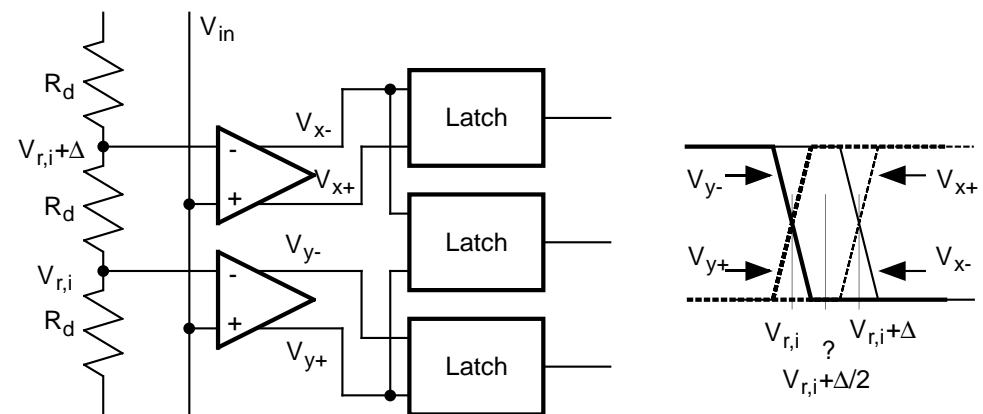 V_in
R_d
V_x-
Latch
V_r,i+Δ
-
V_x+
+
R_d
Latch
V_y-
V_r,i
-
R_d
+
V_y+
Latch
V_y-
V_x+
V_y+
V_x-
V_r,i
V_r,i+Δ
?
V_r,i+Δ/2